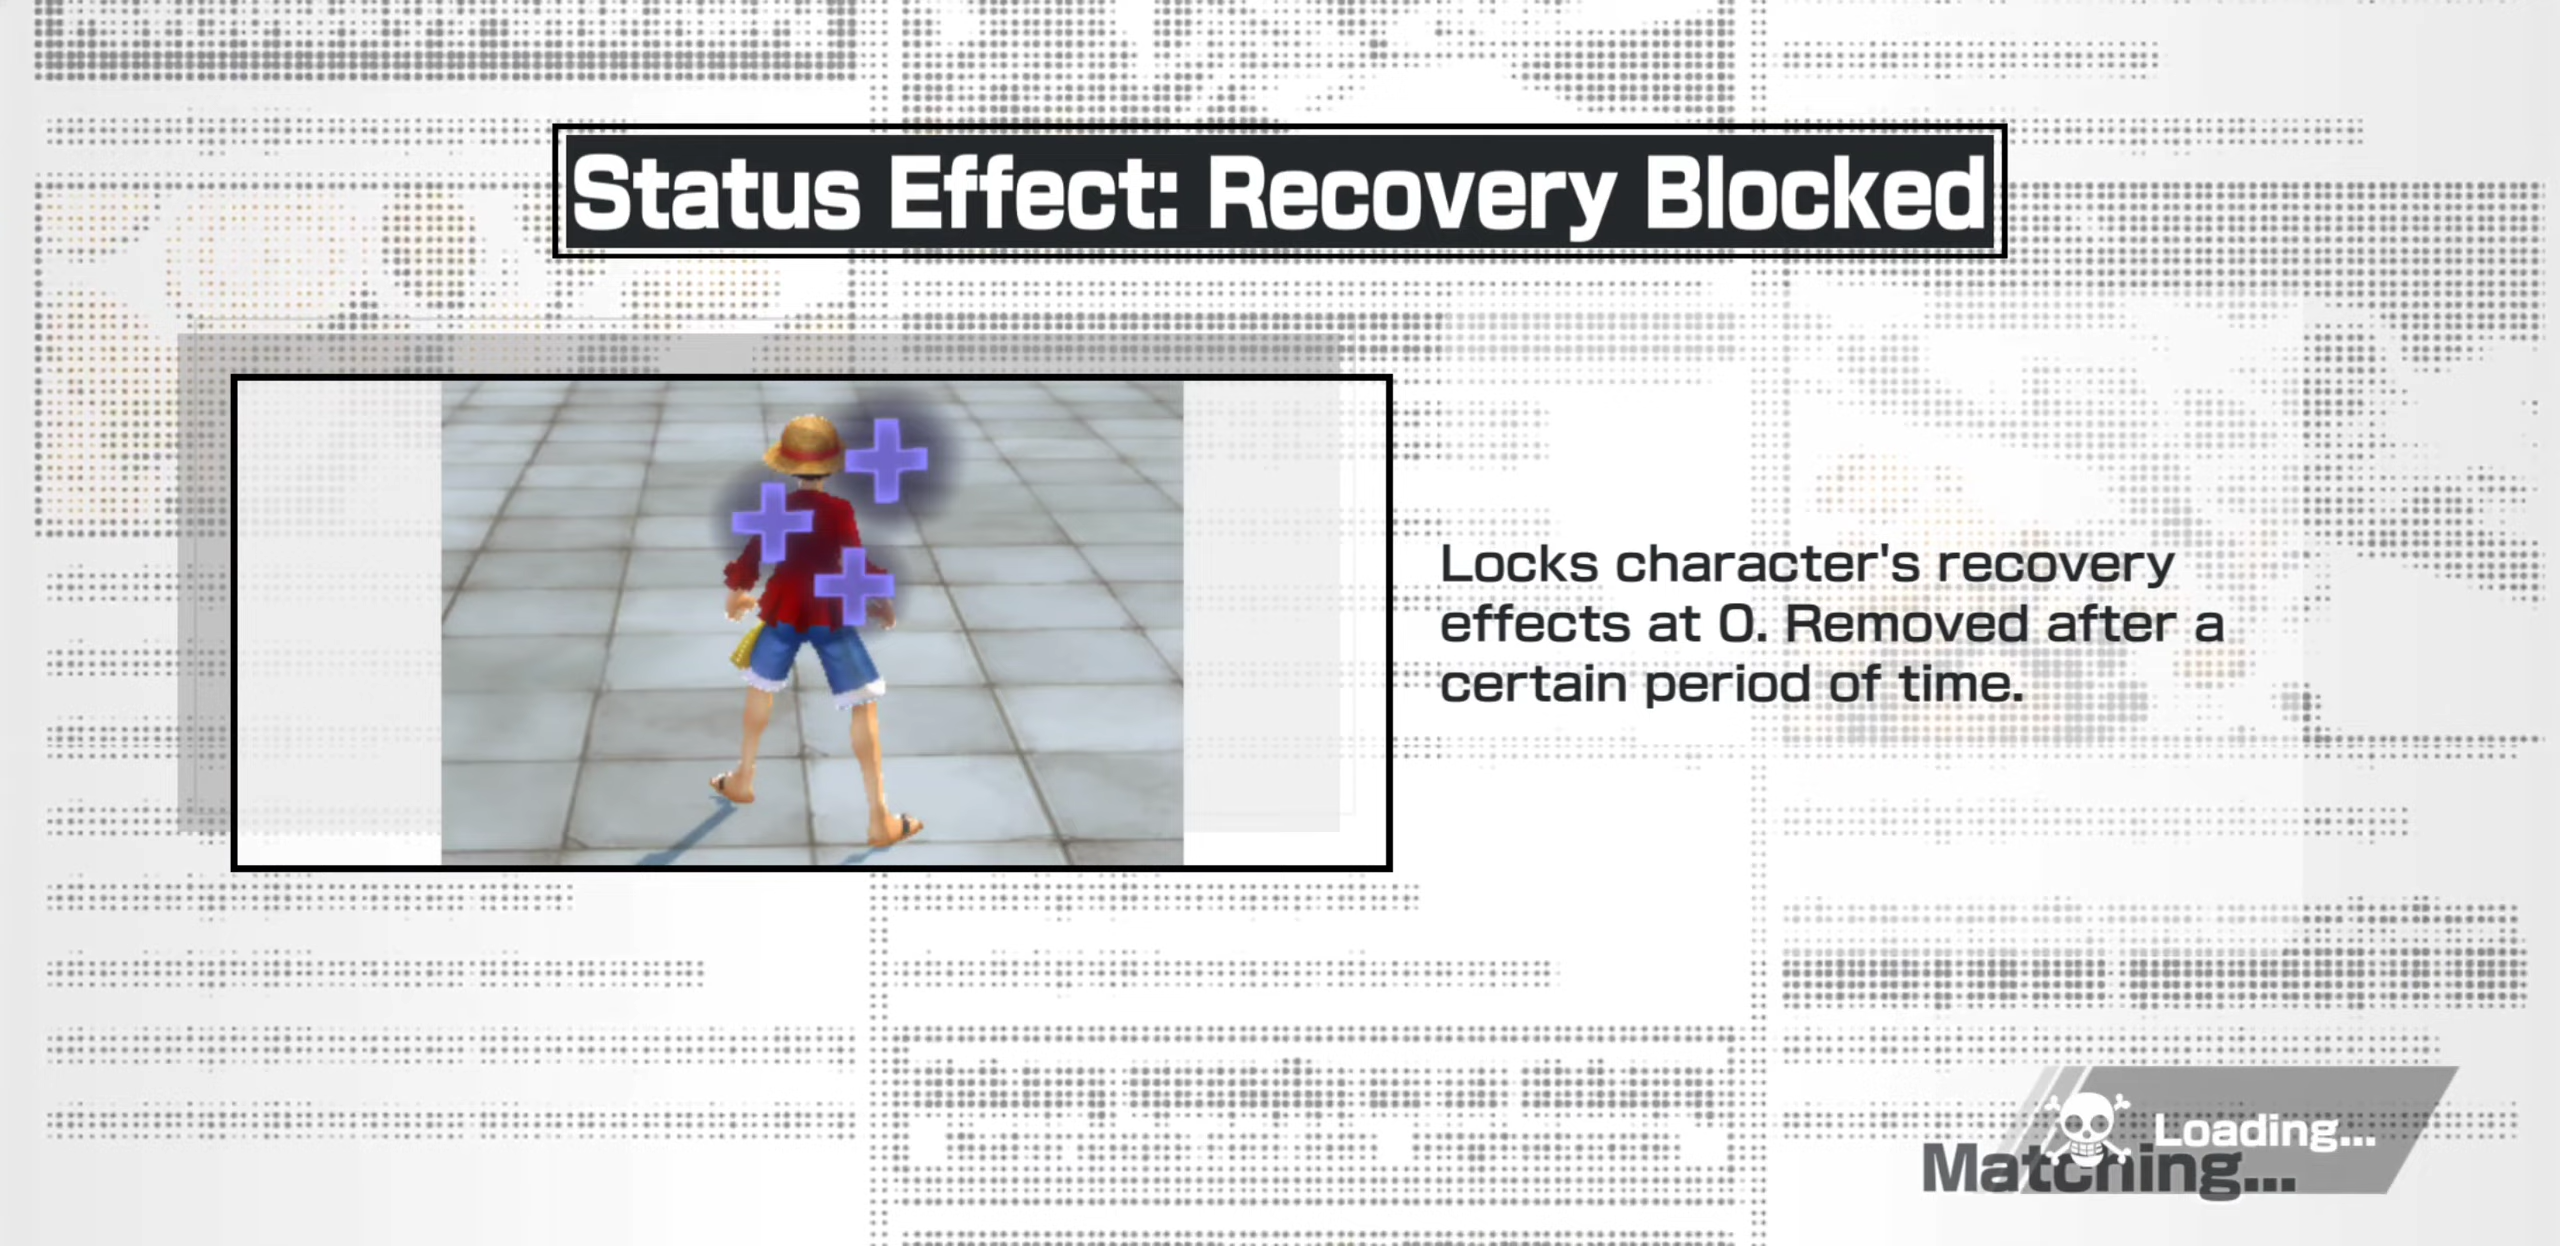 Status Effect: Recovery Blocked
Locks character's recovery
effects at 0. Removed after a
certain period of time.
Loading...
Matching...